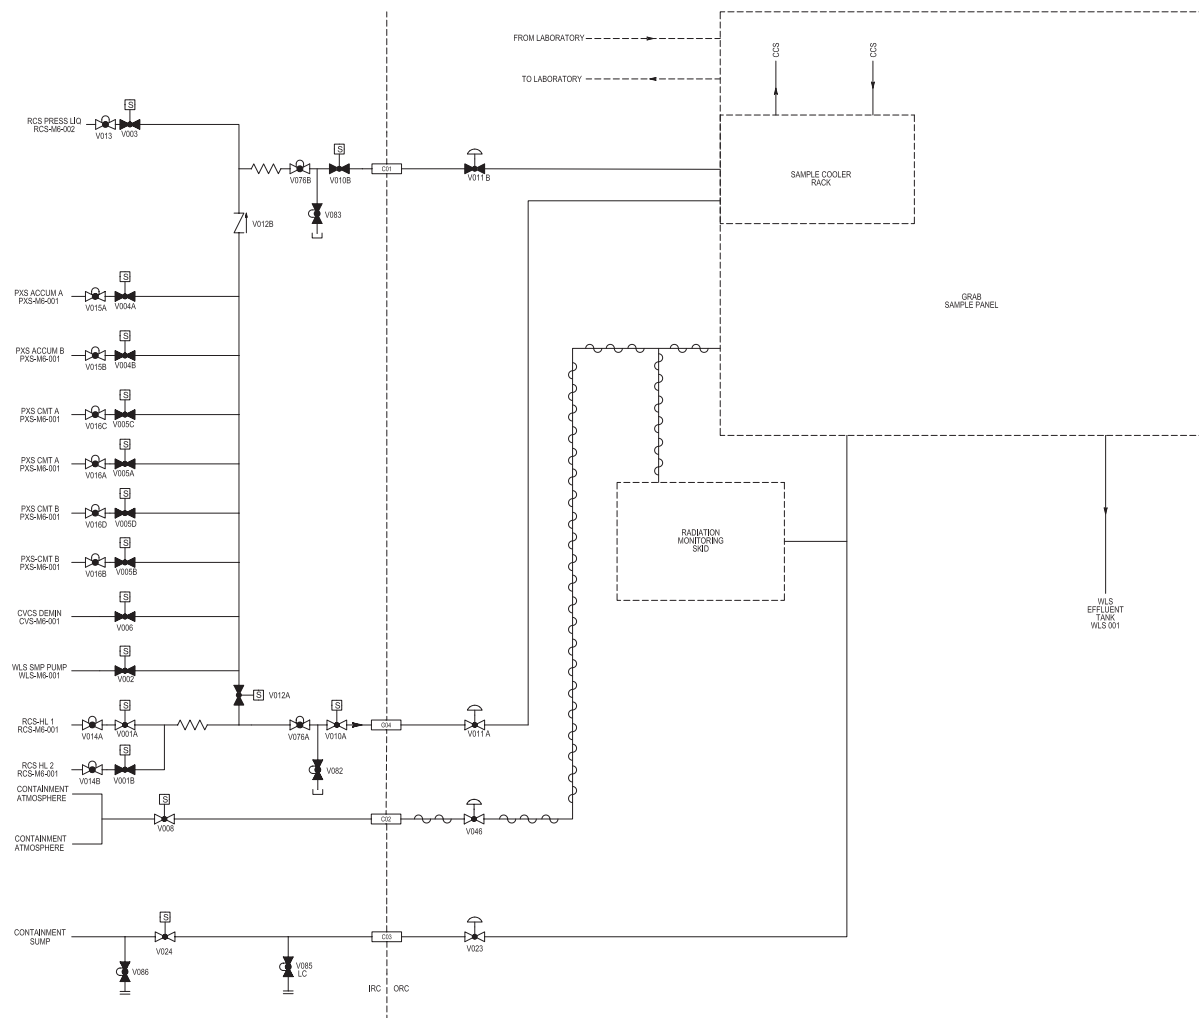 FROM LABORATORY
TO LABORATORY
CCS
CCS
S
RCS PRESS LIQ
RCS-M6-002
V013
V003
S
V076B
V010B
C01
V011 B
SAMPLE COOLER
RACK
V083
V012B
S
PXS ACCUM A
PXS-M6-001
V015A
V004A
GRAB
SAMPLE PANEL
S
PXS ACCUM B
PXS-M6-001
V015B
V004B
S
PXS CMT A
PXS-M6-001
V016C
V005C
S
PXS CMT A
PXS-M6-001
V016A
V005A
S
PXS CMT B
PXS-M6-001
V016D
V005D
RADIATION
MONITORING
SKID
S
PXS-CMT B
PXS-M6-001
V016B
V005B
S
CVCS DEMIN
CVS-M6-001
V006
WLS
EFFLUENT
TANK
WLS 001
S
WLS SMP PUMP
WLS-M6-001
V002
S
V012A
S
RCS-HL 1
RCS-M6-001
V014A
V001A
S
V076A
V010A
C04
V011 A
S
RCS HL 2
RCS-M6-001
V014B
V001B
V082
CONTAINMENT
ATMOSPHERE
S
V008
C02
V046
CONTAINMENT
ATMOSPHERE
S
CONTAINMENT
SUMP
V024
C03
V023
V086
V085
LC
IRC
ORC